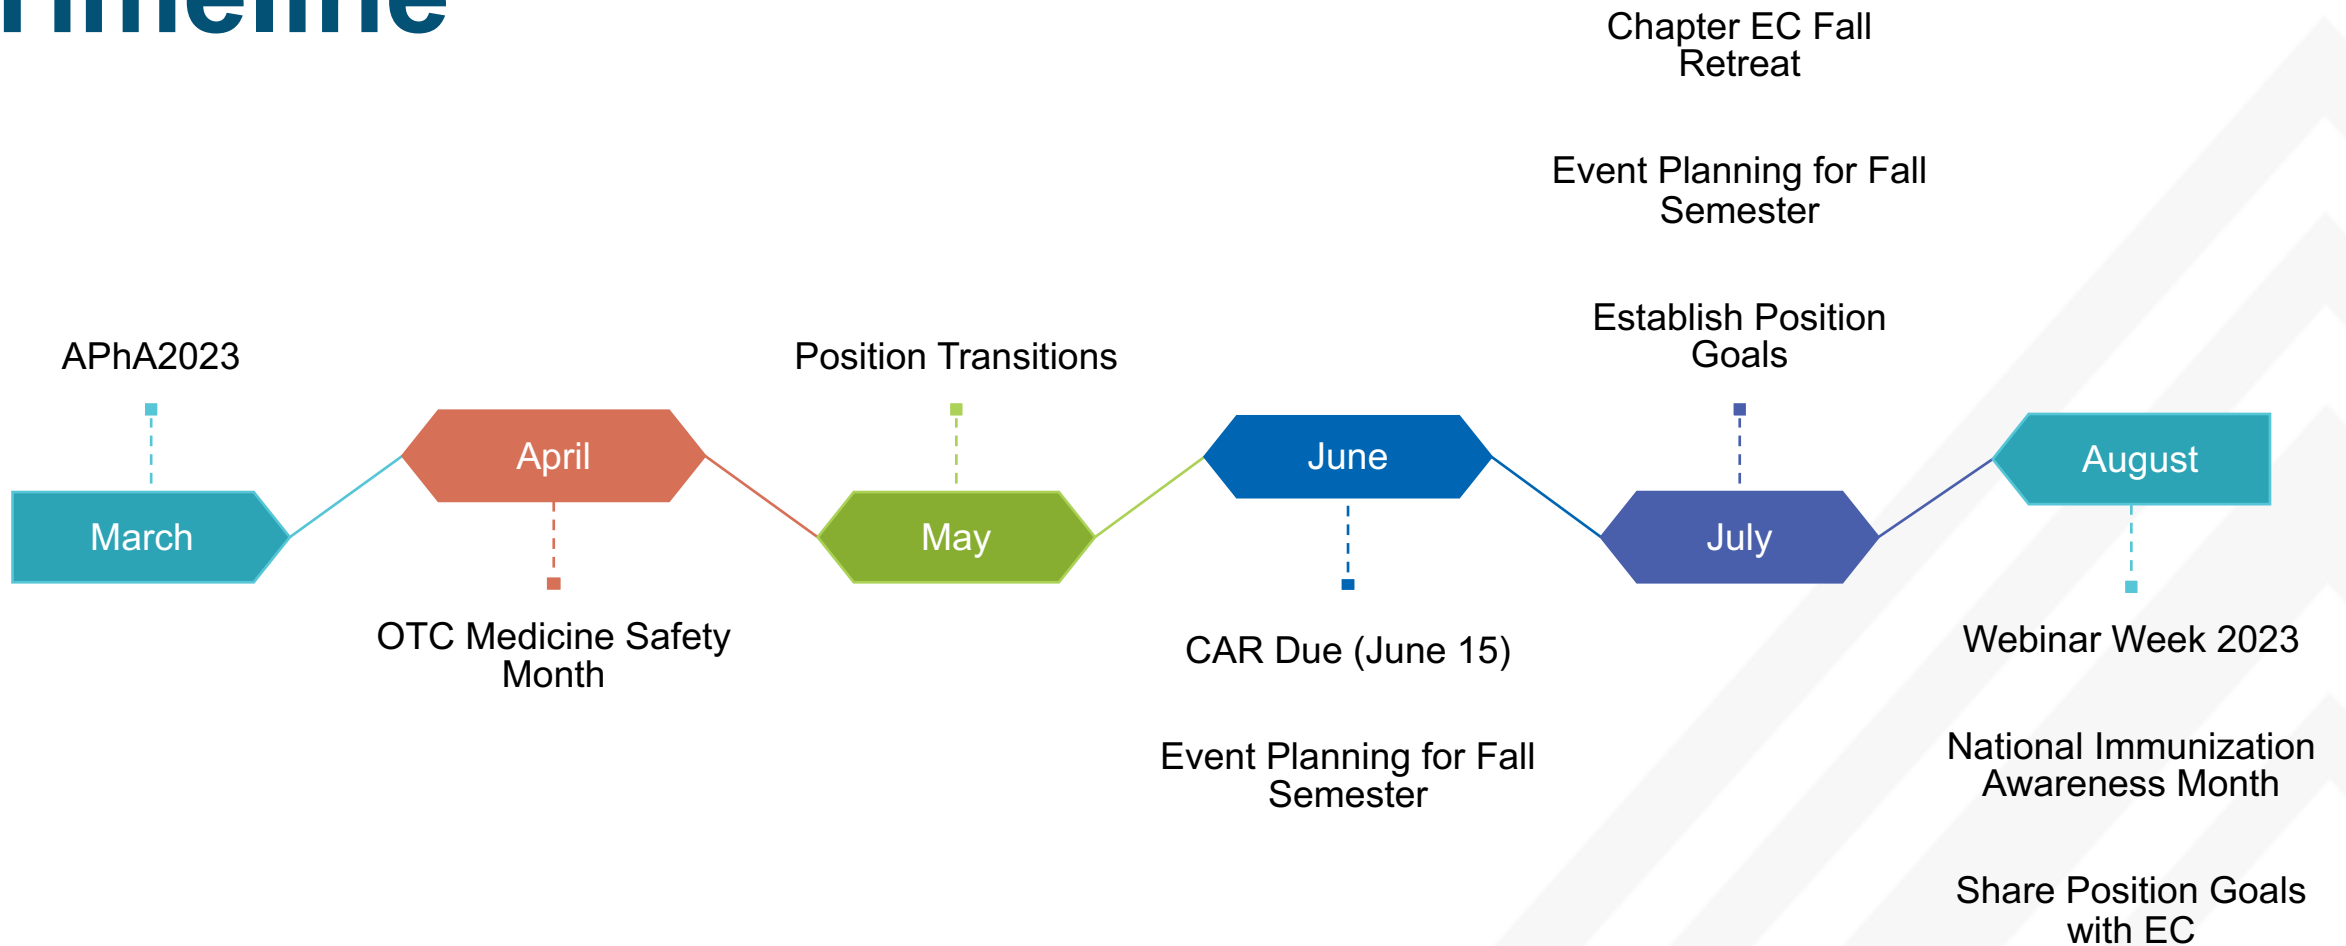 Timeline
Chapter EC Fall
Retreat
Event Planning for Fall
Semester
Establish Position
Goals
APhA2023
Position Transitions
April
June
August
March
May
July
OTC Medicine Safety
Month
CAR Due (June 15)
Event Planning for Fall
Semester
Webinar Week 2023
National Immunization
Awareness Month
Share Position Goals
with EC